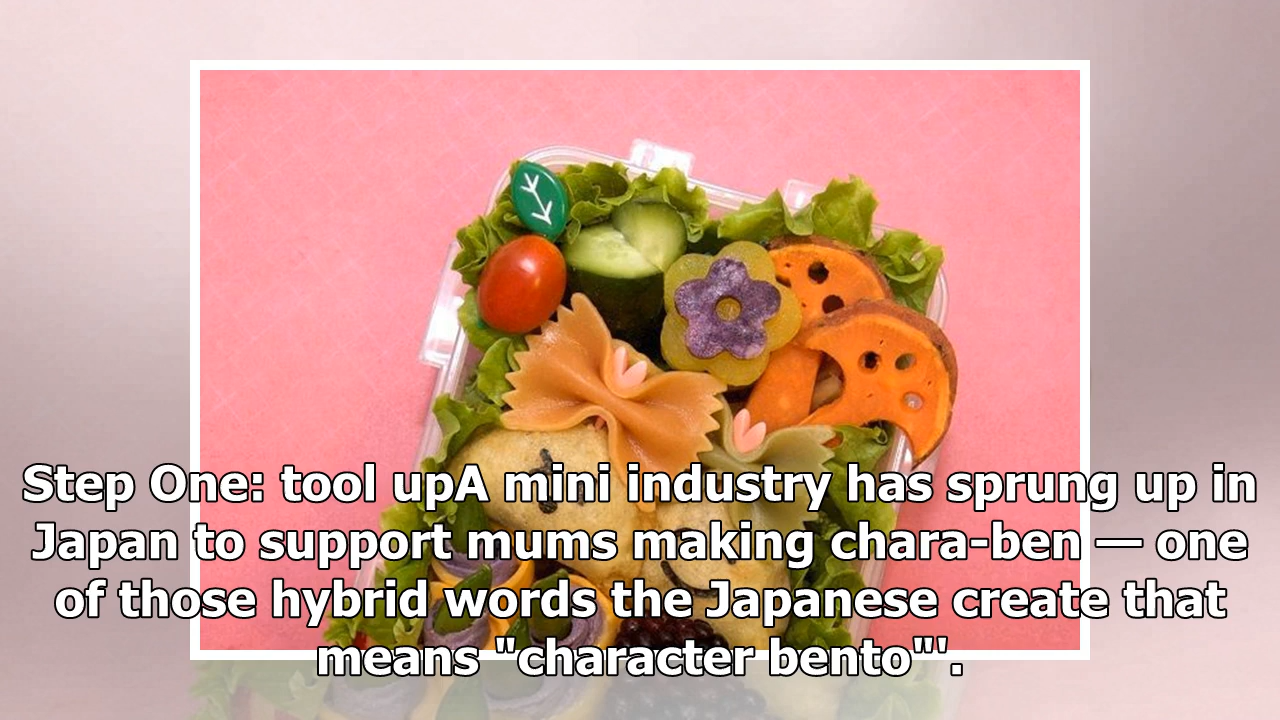 Step One: tool upA mini industry has sprung up in
Japan to support mums making chara-ben — one
of those hybrid words the Japanese create that
means "character bento"'.